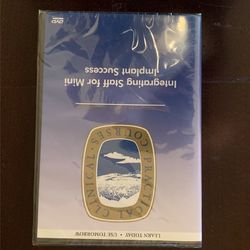 LEARN TODAY • USE TOMORROW
PRACTICAL CLINICAL COURSES
Integrating Staff for Mini
Implant Success
DVD